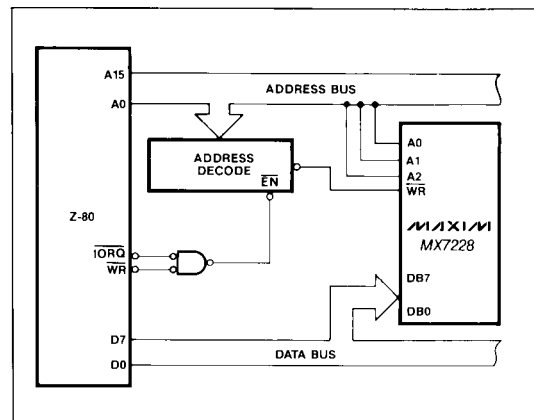 A15
ADDRESS BUS
A0
A0
A1
A2
WR
ADDRESS
DECODE
EN
MAXIM
MX7228
Z-80
IORQ
WR
DB7
DB0
D7
D0
DATA BUS